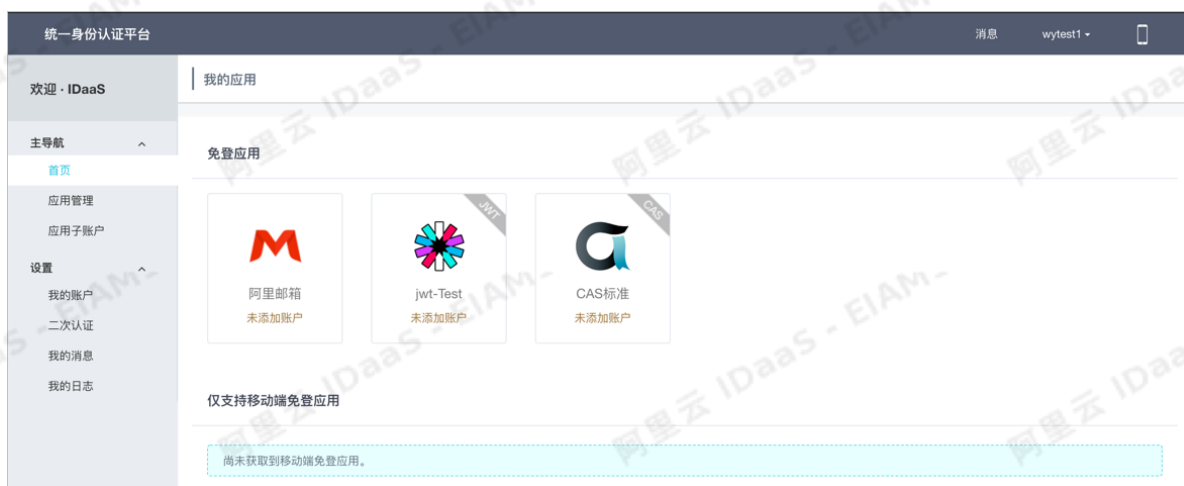 统一身份认证平台
消息
wytest1
欢迎 · IDaaS
我的应用
主导航
首页
应用管理
应用子账户
设置
我的账户
二次认证
我的消息
我的日志
免登应用
阿里邮箱
未添加账户
JWT
jwt-Test
未添加账户
CAS
CAS标准
未添加账户
仅支持移动端免登应用
尚未获取到移动端免登应用。
阿里云 IDaaS - EIAM-